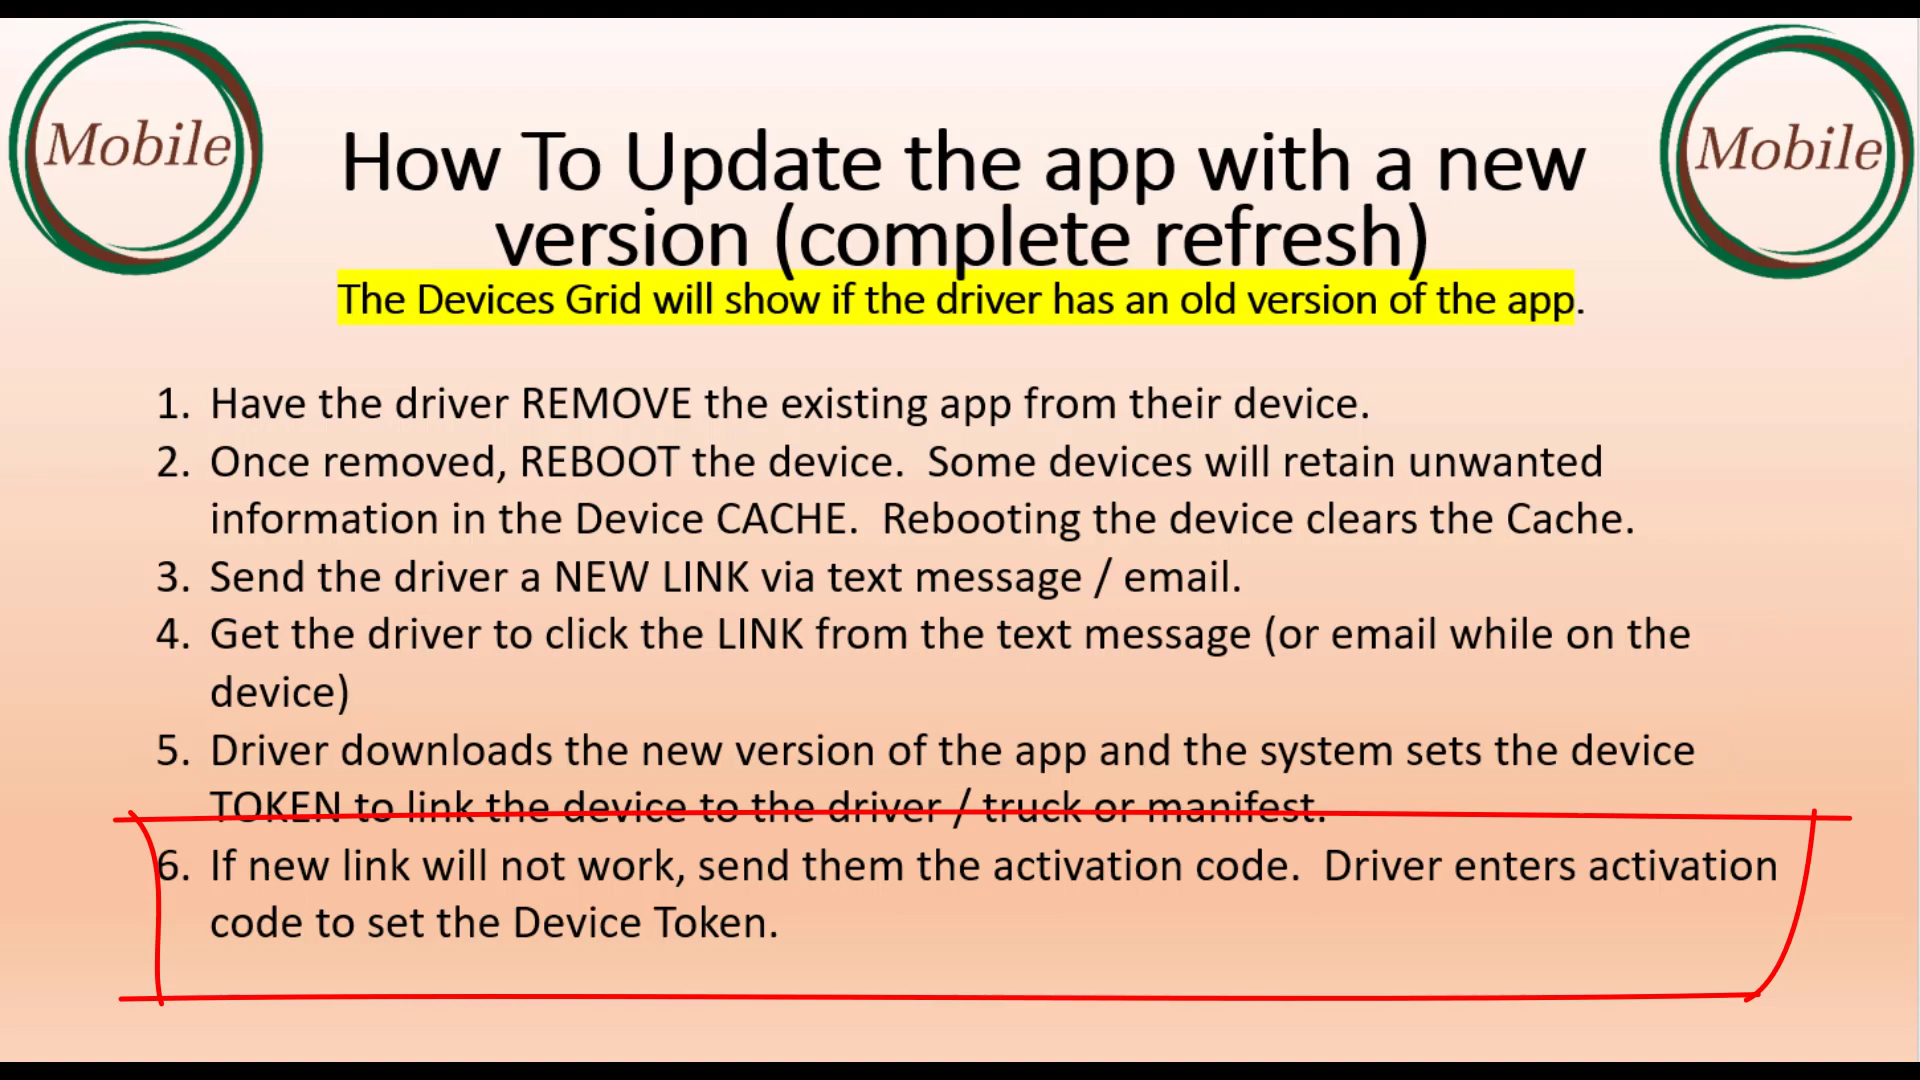 Mobile
Mobile
How To Update the app with a new
version (complete refresh)
The Devices Grid will show if the driver has an old version of the app.
1. Have the driver REMOVE the existing app from their device.
2. Once removed, REBOOT the device.  Some devices will retain unwanted
information in the Device CACHE.  Rebooting the device clears the Cache.
3. Send the driver a NEW LINK via text message / email.
4. Get the driver to click the LINK from the text message (or email while on the
device)
5. Driver downloads the new version of the app and the system sets the device
TOKEN to link the device to the driver / truck or manifest.
6. If new link will not work, send them the activation code.  Driver enters activation
code to set the Device Token.